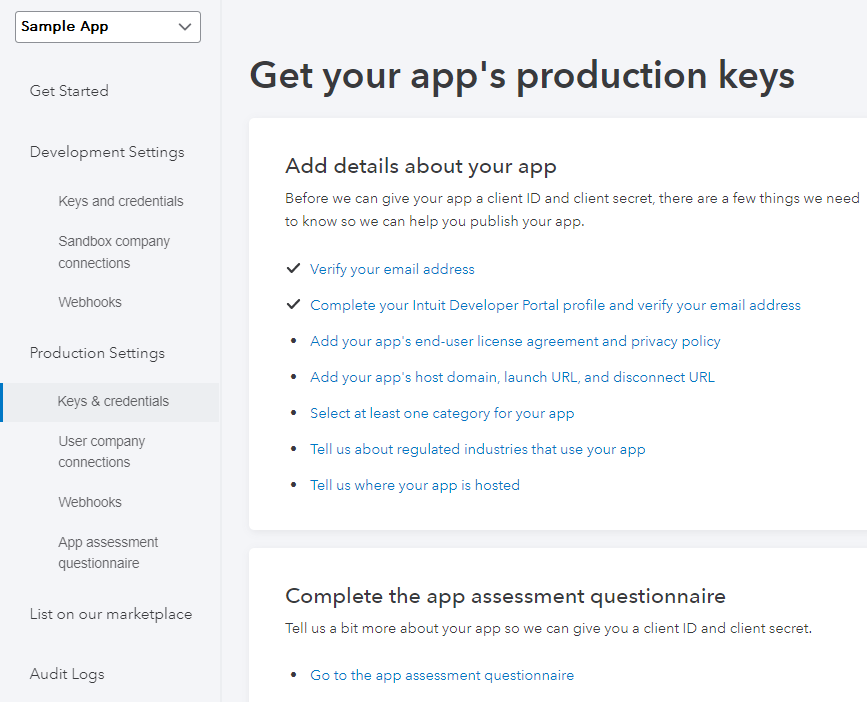 Sample App
Get Started
Development Settings
Keys and credentials
Sandbox company
connections
Webhooks
Production Settings
Keys & credentials
User company
connections
Webhooks
App assessment
questionnaire
List on our marketplace
Audit Logs
Get your app's production keys
Add details about your app
Before we can give your app a client ID and client secret, there are a few things we need
to know so we can help you publish your app.
Verify your email address
Complete your Intuit Developer Portal profile and verify your email address
• Add your app's end-user license agreement and privacy policy
• Add your app's host domain, launch URL, and disconnect URL
• Select at least one category for your app
• Tell us about regulated industries that use your app
• Tell us where your app is hosted
Complete the app assessment questionnaire
Tell us a bit more about your app so we can give you a client ID and client secret.
• Go to the app assessment questionnaire